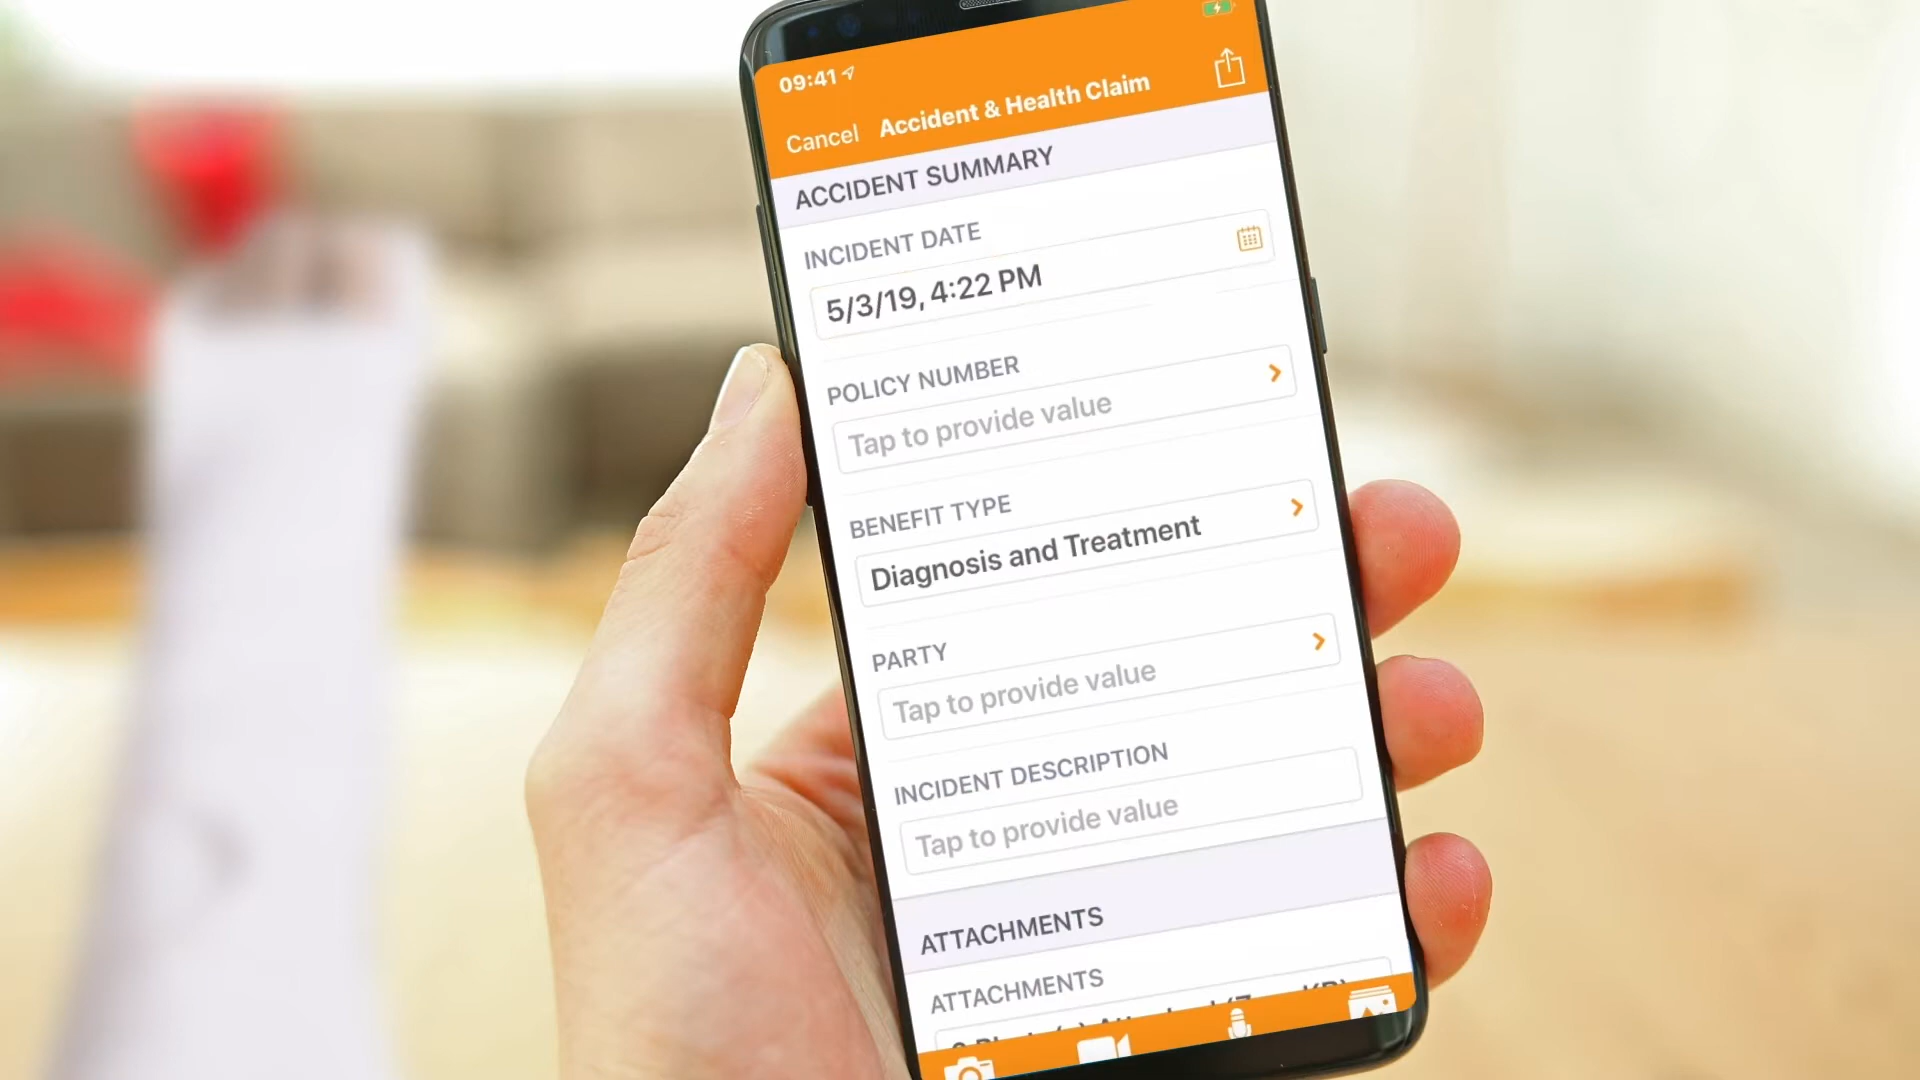 09:41
Cancel Accident & Health Claim
ACCIDENT SUMMARY
INCIDENT DATE
5/3/19, 4:22 PM
POLICY NUMBER
Tap to provide value
BENEFIT TYPE
Diagnosis and Treatment
PARTY
Tap to provide value
INCIDENT DESCRIPTION
Tap to provide value
ATTACHMENTS
ATTACHMENTS